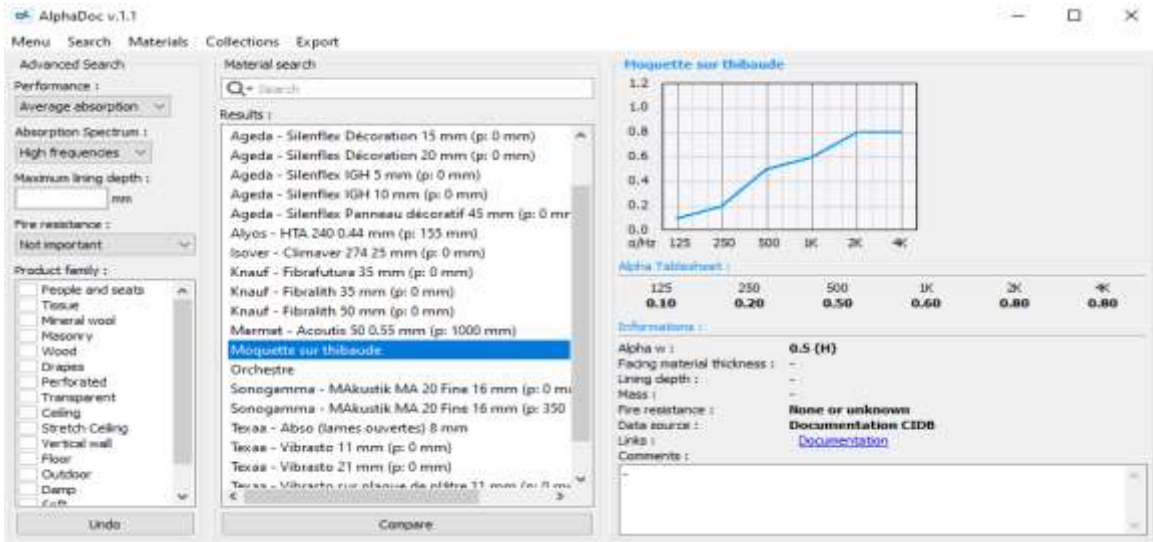 AlphaDoc v.1.1
Menu Search Materials Collections Export
Advanced Search
Performance :
Average absorption
Absorption Spectrum :
High frequencies
Maximum lining depth :
mm
Fire resistance :
Not important
Product family :
People and seats
Tissue
Mineral wool
Masonry
Wood
Drapes
Perforated
Transparent
Ceiling
Stretch Ceiling
Vertical wall
Floor
Outdoor
Damp
Soft
Undo
Material search
Search
Results :
Ageda - Silenflex Décoration 15 mm (p: 0 mm)
Ageda - Silenflex Décoration 20 mm (p: 0 mm)
Ageda - Silenflex IGH 5 mm (p: 0 mm)
Ageda - Silenflex IGH 10 mm (p: 0 mm)
Ageda - Silenflex Panneau décoratif 45 mm (p: 0 mr
Alyos - HTA 240 0.44 mm (p: 155 mm)
Isover - Climaver 274 25 mm (p: 0 mm)
Knauf - Fibrafutura 35 mm (p: 0 mm)
Knauf - Fibralith 35 mm (p: 0 mm)
Knauf - Fibralith 50 mm (p: 0 mm)
Mermet - Acoutis 50 0.55 mm (p: 1000 mm)
Moquette sur thibaude
Orchestre
Sonogamma - MAkustik MA 20 Fine 16 mm (p: 0 mi
Sonogamma - MAkustik MA 20 Fine 16 mm (p: 350
Texaa - Abso (lames ouvertes) 8 mm
Texaa - Vibrasto 11 mm (p: 0 mm)
Texaa - Vibrasto 21 mm (p: 0 mm)
Texaa - Vibrasto sur plaque de plâtre 11 mm (p: 0 m
Compare
Moquette sur thibaude
1.2
1.0
0.8
0.6
0.4
0.2
0.0
α/Hz 125 250 500 1K 2K 4K
Alpha Tablesheet :
125 250 500 1K 2K 4K
0.10 0.20 0.50 0.60 0.80 0.80
Informations :
Alpha w : 0.5 (H)
Facing material thickness : -
Lining depth : -
Mass : -
Fire resistance : None or unknown
Data source : Documentation CIDB
Links : Documentation
Comments :
-